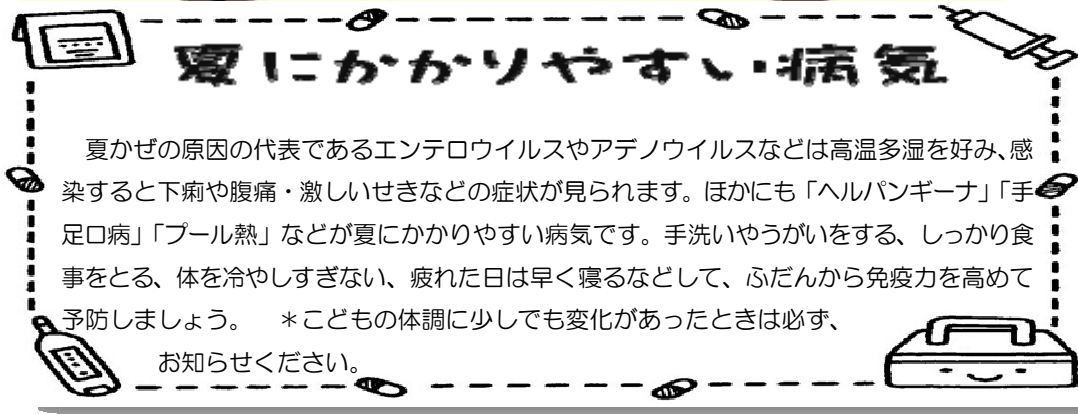 夏にかかりやすい病気
夏かぜの原因の代表であるエンテロウイルスやアデノウイルスなどは高温多湿を好み、感
染すると下痢や腹痛・激しいせきなどの症状が見られます。ほかにも「ヘルパンギーナ」「手
足口病」「プール熱」などが夏にかかりやすい病気です。手洗いやうがいをする、しっかり食
事をとる、体を冷やしすぎない、疲れた日は早く寝るなどして、ふだんから免疫力を高めて
予防しましょう。　＊こどもの体調に少しでも変化があったときは必ず、
お知らせください。